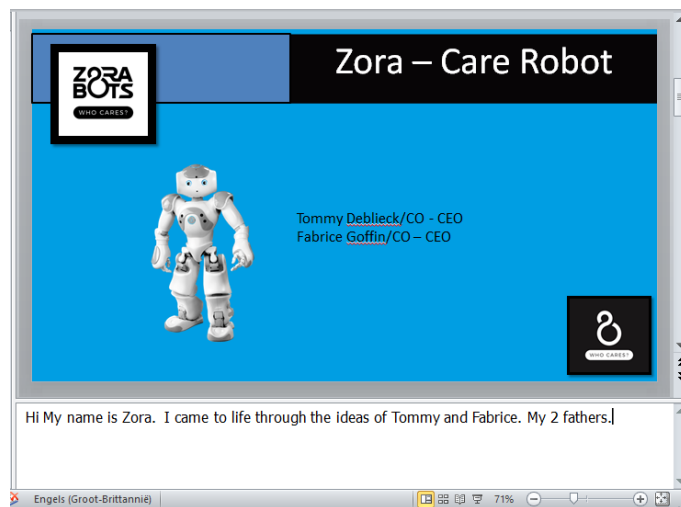 ZORA
BOTS
WHO CARES?
Zora – Care Robot
Tommy Deblieck/CO - CEO
Fabrice Goffin/CO – CEO
WHO CARES?
Hi My name is Zora.  I came to life through the ideas of Tommy and Fabrice. My 2 fathers.
Engels (Groot-Brittannië) 71%